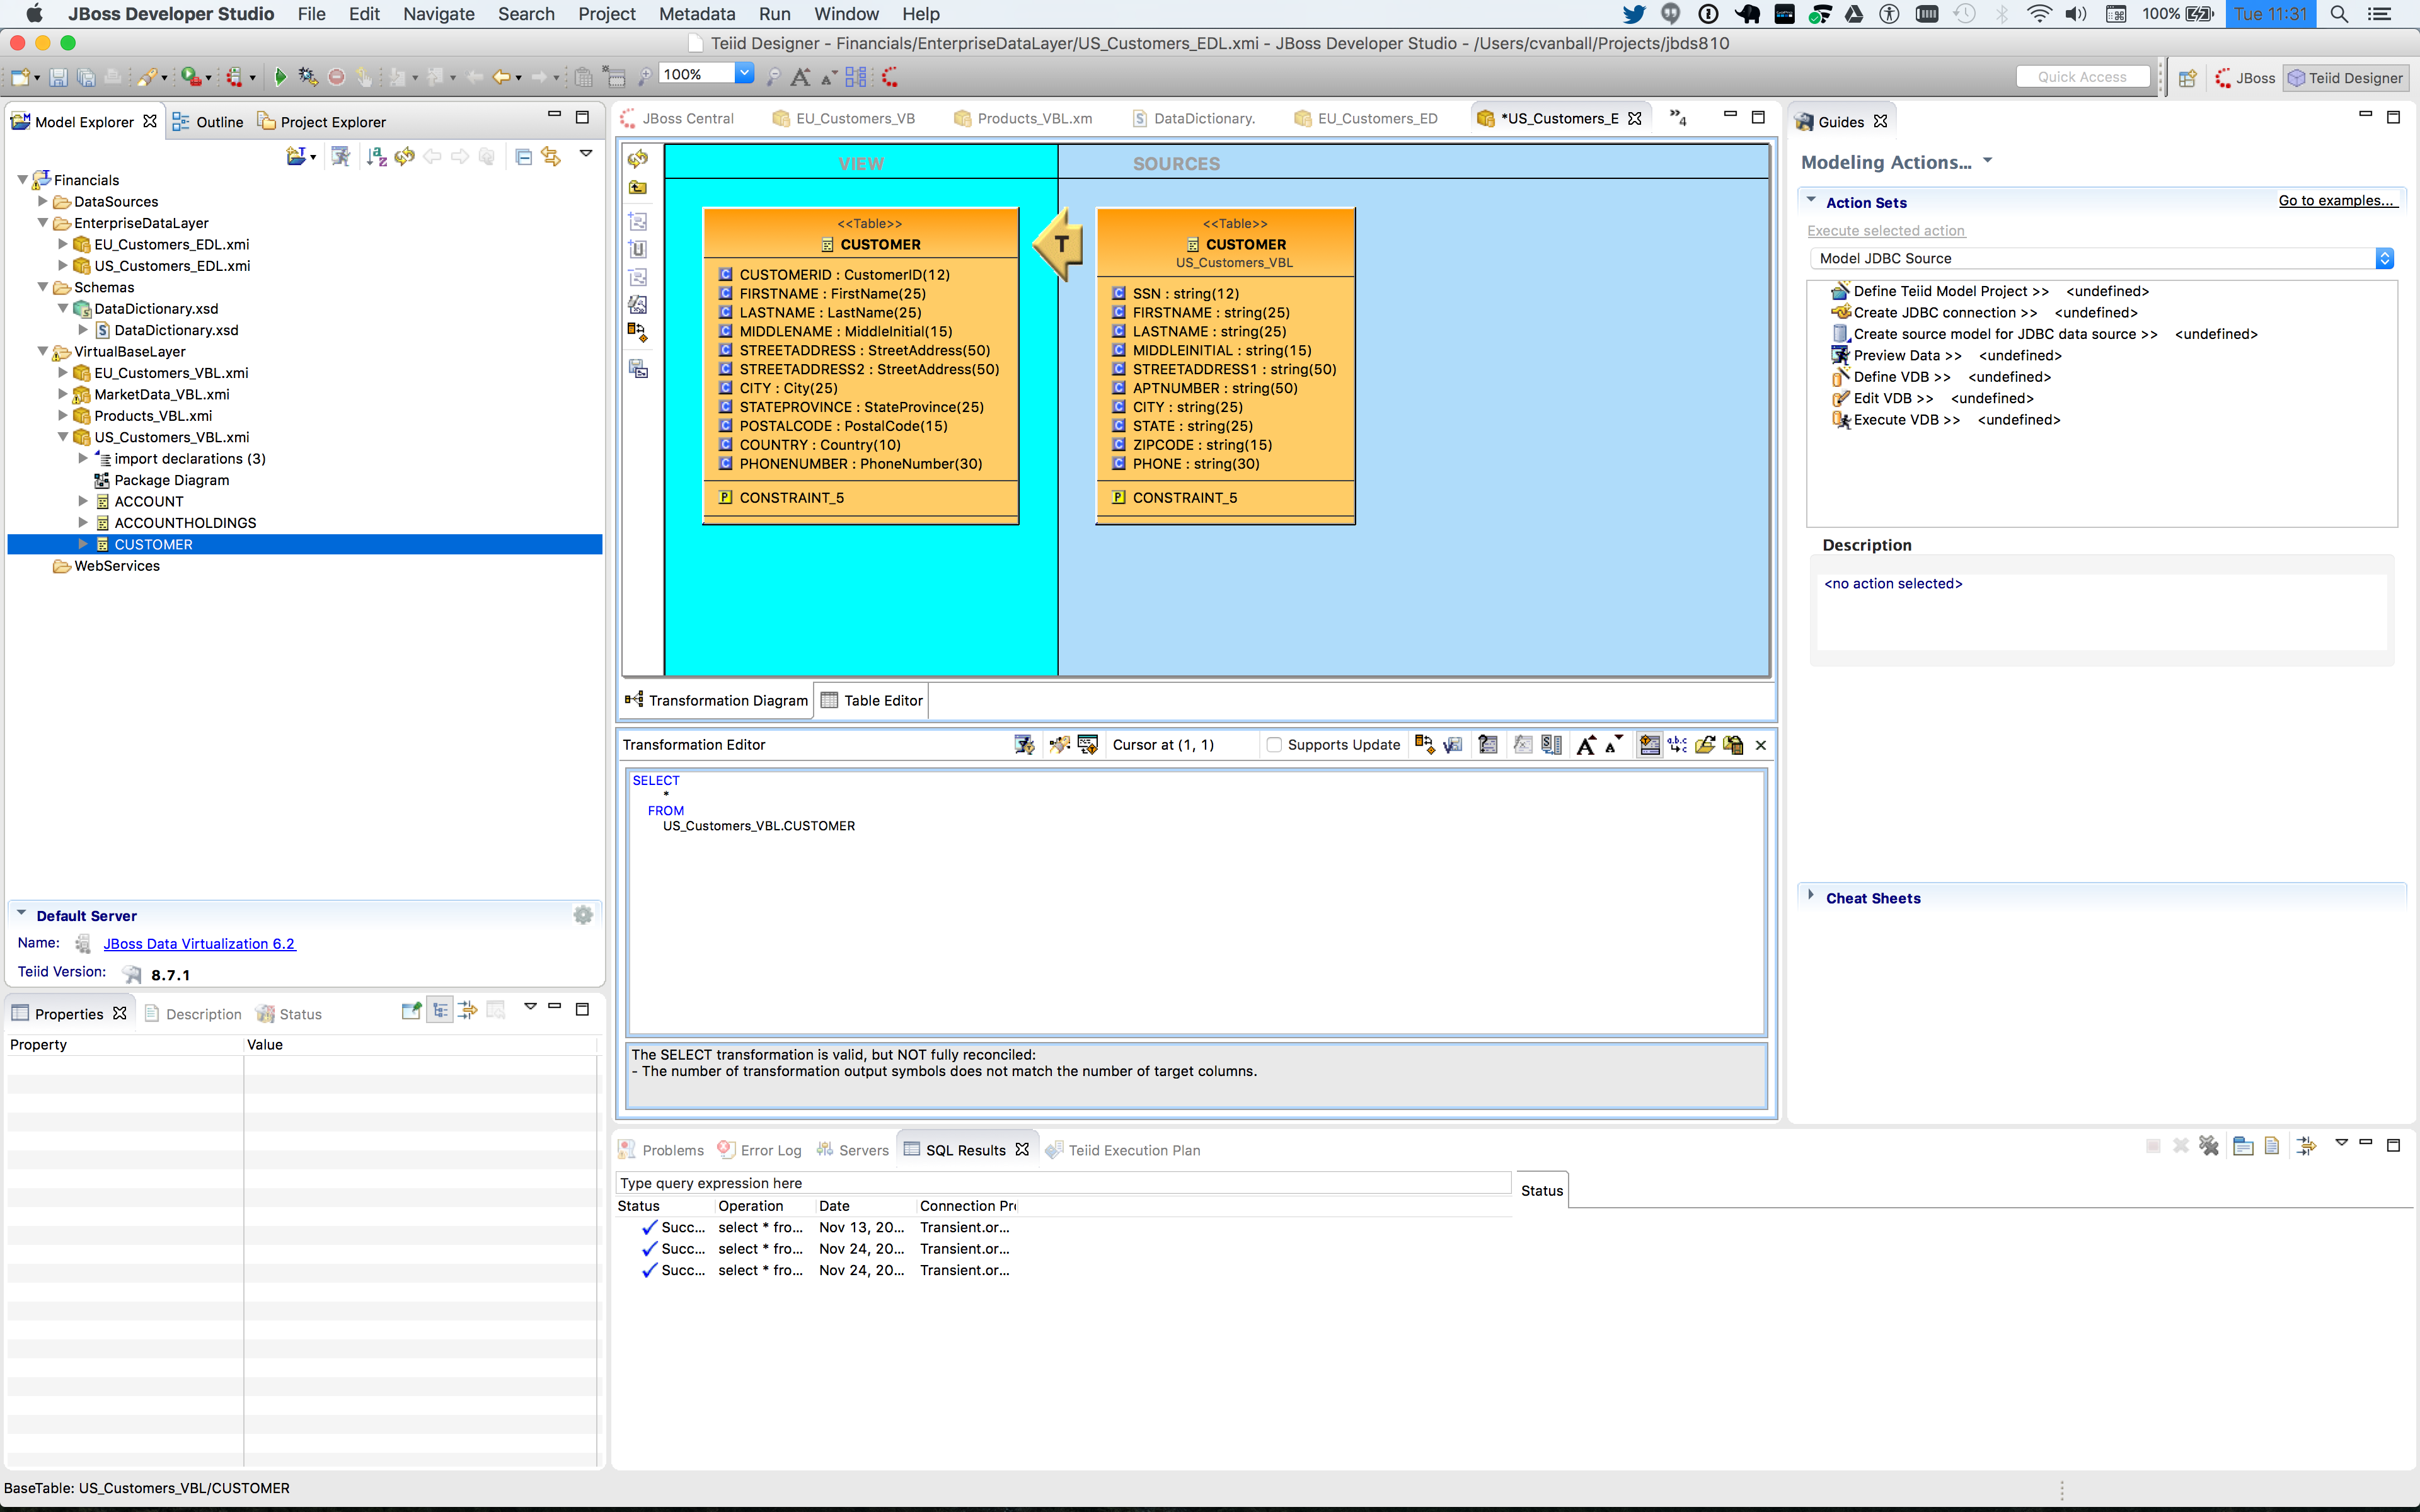 JBoss Developer Studio File Edit Navigate Search Project Metadata Run Window Help 100% Tue 11:31
Teiid Designer - Financials/EnterpriseDataLayer/US_Customers_EDL.xmi - JBoss Developer Studio - /Users/cvanball/Projects/jbds810
100% Quick Access JBoss Teiid Designer
Model Explorer Outline Project Explorer
Financials
DataSources
EnterpriseDataLayer
EU_Customers_EDL.xmi
US_Customers_EDL.xmi
Schemas
DataDictionary.xsd
DataDictionary.xsd
VirtualBaseLayer
EU_Customers_VBL.xmi
MarketData_VBL.xmi
Products_VBL.xmi
US_Customers_VBL.xmi
import declarations (3)
Package Diagram
ACCOUNT
ACCOUNTHOLDINGS
CUSTOMER
WebServices
Default Server
Name: JBoss Data Virtualization 6.2
Teiid Version: 8.7.1
Properties Description Status
Property Value
JBoss Central EU_Customers_VB Products_VBL.xm DataDictionary. EU_Customers_ED *US_Customers_E »4
VIEW SOURCES
<<Table>>
CUSTOMER
CUSTOMERID : CustomerID(12)
FIRSTNAME : FirstName(25)
LASTNAME : LastName(25)
MIDDLENAME : MiddleInitial(15)
STREETADDRESS : StreetAddress(50)
STREETADDRESS2 : StreetAddress(50)
CITY : City(25)
STATEPROVINCE : StateProvince(25)
POSTALCODE : PostalCode(15)
COUNTRY : Country(10)
PHONENUMBER : PhoneNumber(30)
CONSTRAINT_5
T
<<Table>>
CUSTOMER
US_Customers_VBL
SSN : string(12)
FIRSTNAME : string(25)
LASTNAME : string(25)
MIDDLEINITIAL : string(15)
STREETADDRESS1 : string(50)
APTNUMBER : string(50)
CITY : string(25)
STATE : string(25)
ZIPCODE : string(15)
PHONE : string(30)
CONSTRAINT_5
Transformation Diagram Table Editor
Transformation Editor Cursor at (1, 1) Supports Update
SELECT
*
FROM
US_Customers_VBL.CUSTOMER
The SELECT transformation is valid, but NOT fully reconciled:
- The number of transformation output symbols does not match the number of target columns.
Problems Error Log Servers SQL Results Teiid Execution Plan
Type query expression here
Status Operation Date Connection Pr
Succ... select * fro... Nov 13, 20... Transient.or...
Succ... select * fro... Nov 24, 20... Transient.or...
Succ... select * fro... Nov 24, 20... Transient.or...
Status
Guides
Modeling Actions...
Action Sets Go to examples...
Execute selected action
Model JDBC Source
Define Teiid Model Project >> <undefined>
Create JDBC connection >> <undefined>
Create source model for JDBC data source >> <undefined>
Preview Data >> <undefined>
Define VDB >> <undefined>
Edit VDB >> <undefined>
Execute VDB >> <undefined>
Description
<no action selected>
Cheat Sheets
BaseTable: US_Customers_VBL/CUSTOMER